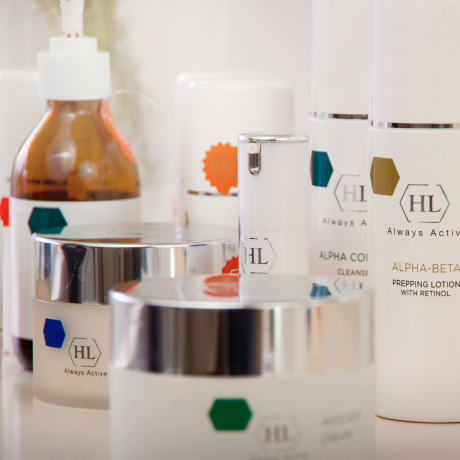 HL
Always Active
ALPHA-BETA
PREPPING LOTION
WITH RETINOL
HL
Always Active
ALPHA CO
CLEANS
HL
HL
Always Active
HL
CREAM